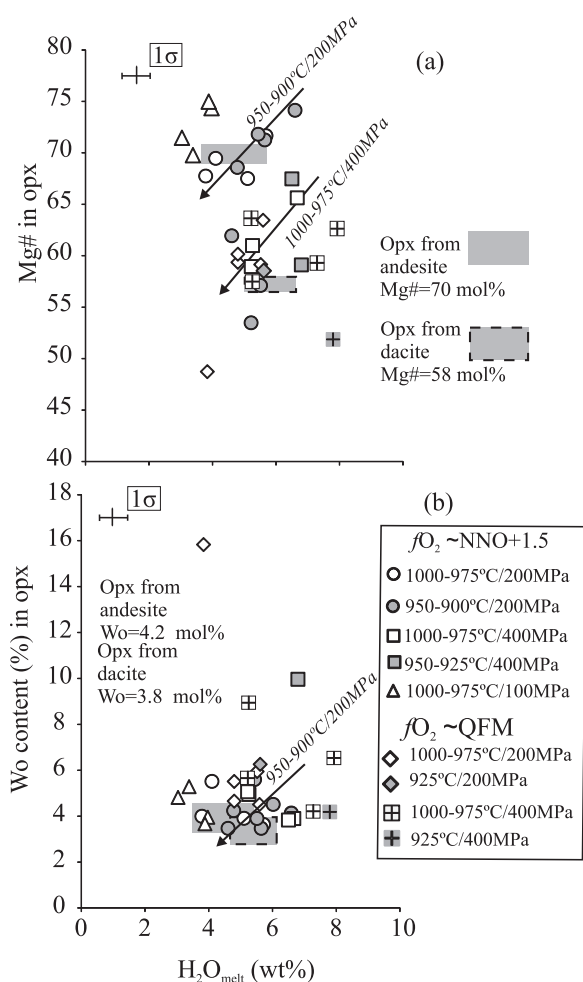 (a)
1σ
80
75
70
65
60
55
50
45
40
Mg# in opx
950-900ºC/200MPa
1000-975ºC/400MPa
Opx from
andesite
Mg#=70 mol%
Opx from
dacite
Mg#=58 mol%
(b)
1σ
18
16
14
12
10
8
6
4
2
0
Wo content (%) in opx
Opx from
andesite
Wo=4.2 mol%
Opx from
dacite
Wo=3.8 mol%
950-900ºC/200MPa
fO2 ~NNO+1.5
1000-975ºC/200MPa
950-900ºC/200MPa
1000-975ºC/400MPa
950-925ºC/400MPa
1000-975ºC/100MPa
fO2 ~QFM
1000-975ºC/200MPa
925ºC/200MPa
1000-975ºC/400MPa
925ºC/400MPa
0 2 4 6 8 10
H2Omelt (wt%)